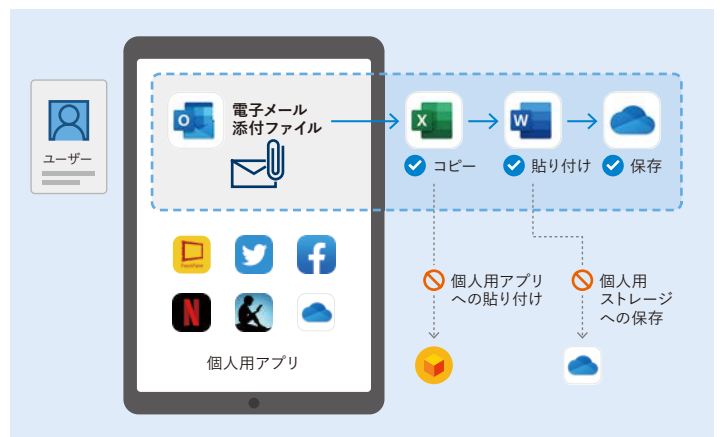 ユーザー
電子メール
添付ファイル
コピー
貼り付け
保存
個人用アプリ
への貼り付け
個人用
ストレージ
への保存
個人用アプリ